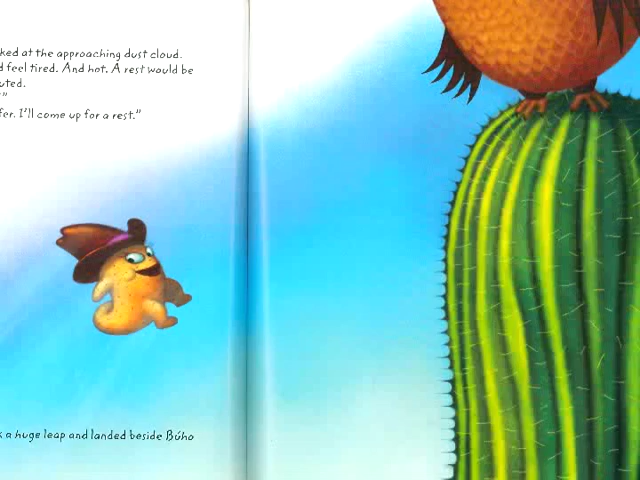 ked at the approaching dust cloud.
d feel tired. And hot. A rest would be
uted.
"
fer. I'll come up for a rest."
k a huge leap and landed beside Búho